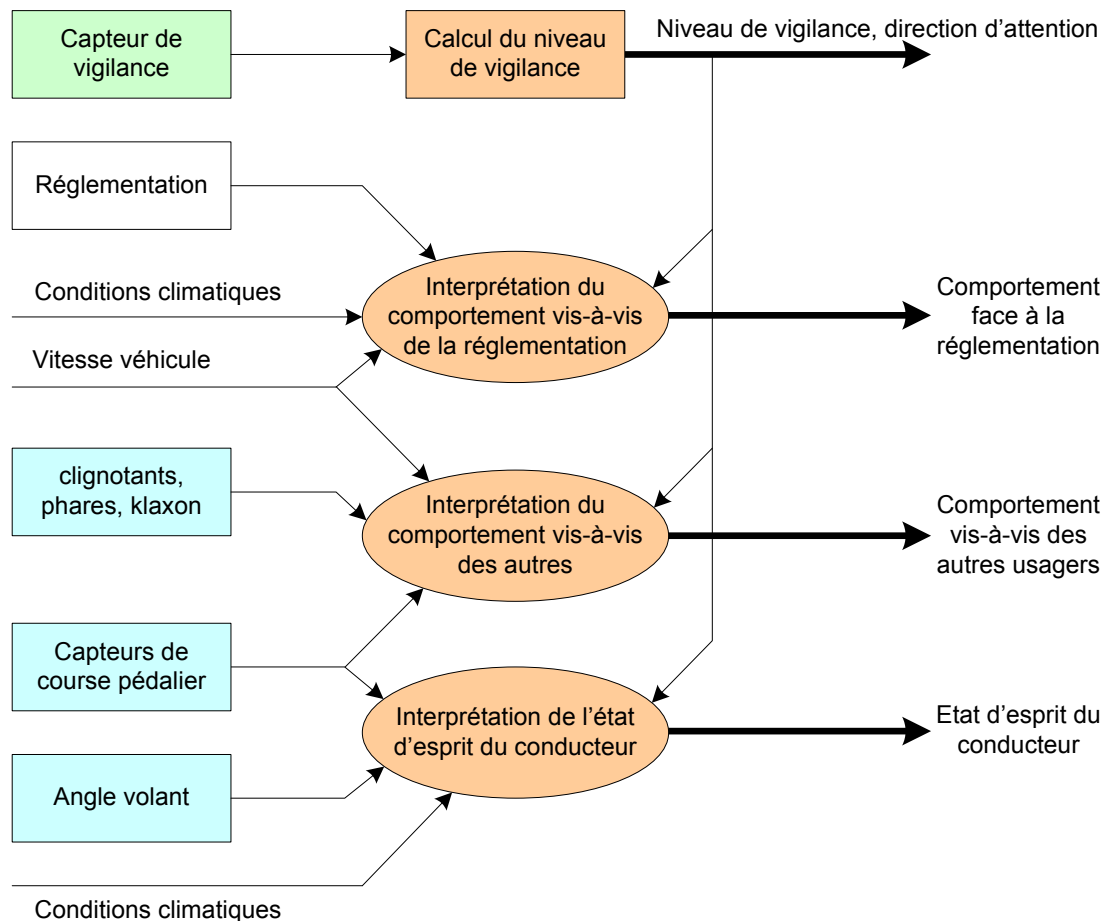 Capteur de
vigilance
Calcul du niveau
de vigilance
Niveau de vigilance, direction d'attention
Réglementation
Conditions climatiques
Interprétation du
comportement vis-à-vis
de la réglementation
Comportement
face à la
réglementation
Vitesse véhicule
clignotants,
phares, klaxon
Interprétation du
comportement vis-à-vis
des autres
Comportement
vis-à-vis des
autres usagers
Capteurs de
course pédalier
Interprétation de l'état
d'esprit du conducteur
Etat d'esprit du
conducteur
Angle volant
Conditions climatiques